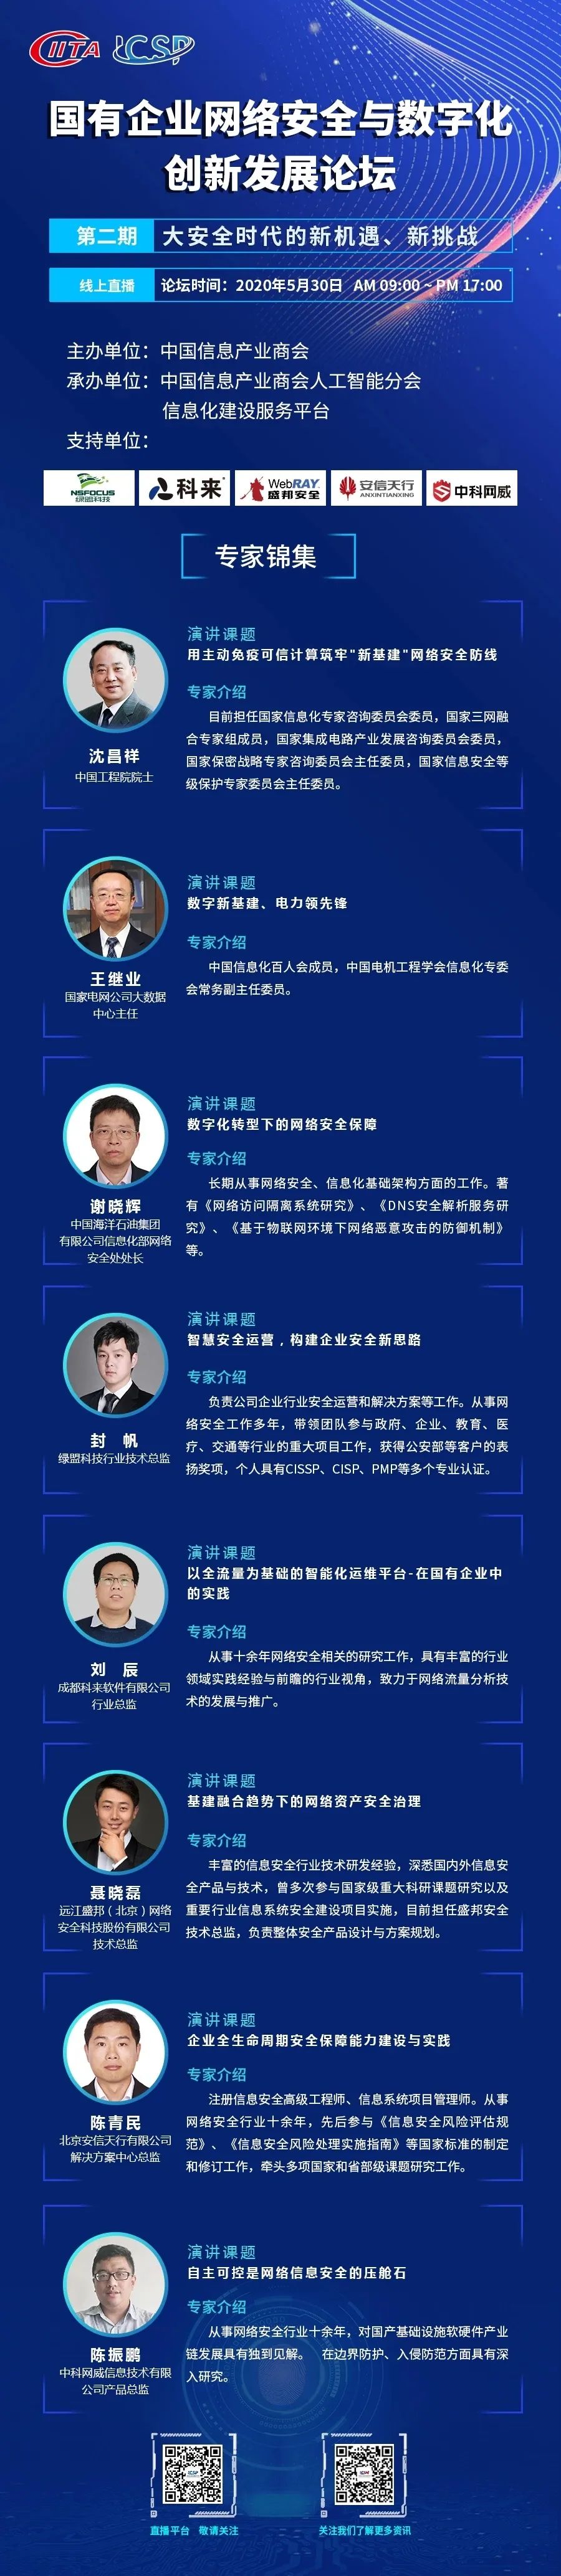 CIITA ICSP
国有企业网络安全与数字化
创新发展论坛
第二期 大安全时代的新机遇、新挑战
线上直播 论坛时间：2020年5月30日 AM 09:00 ~ PM 17:00
主办单位：中国信息产业商会
承办单位：中国信息产业商会人工智能分会
信息化建设服务平台
支持单位：
NSFOCUS 绿盟科技
科来
WebRAY 盛邦安全
安信天行 ANXINTIANXING
中科网威
专家锦集
沈昌祥
中国工程院院士
演讲课题
用主动免疫可信计算筑牢"新基建"网络安全防线
专家介绍
目前担任国家信息化专家咨询委员会委员，国家三网融
合专家组成员，国家集成电路产业发展咨询委员会委员，
国家保密战略专家咨询委员会主任委员，国家信息安全等
级保护专家委员会主任委员。
王继业
国家电网公司大数据
中心主任
演讲课题
数字新基建、电力领先锋
专家介绍
中国信息化百人会成员，中国电机工程学会信息化专委
会常务副主任委员。
谢晓辉
中国海洋石油集团
有限公司信息化部网络
安全处处长
演讲课题
数字化转型下的网络安全保障
专家介绍
长期从事网络安全、信息化基础架构方面的工作。著
有《网络访问隔离系统研究》、《DNS安全解析服务研
究》、《基于物联网环境下网络恶意攻击的防御机制》
等。
封 帆
绿盟科技行业技术总监
演讲课题
智慧安全运营，构建企业安全新思路
专家介绍
负责公司企业行业安全运营和解决方案等工作。从事网
络安全工作多年，带领团队参与政府、企业、教育、医
疗、交通等行业的重大项目工作，获得公安部等客户的表
扬奖项，个人具有CISSP、CISP、PMP等多个专业认证。
刘 辰
成都科来软件有限公司
行业总监
演讲课题
以全流量为基础的智能化运维平台-在国有企业中
的实践
专家介绍
从事十余年网络安全相关的研究工作，具有丰富的行业
领域实践经验与前瞻的行业视角，致力于网络流量分析技
术的发展与推广。
聂晓磊
远江盛邦（北京）网络
安全科技股份有限公司
技术总监
演讲课题
基建融合趋势下的网络资产安全治理
专家介绍
丰富的信息安全行业技术研发经验，深悉国内外信息安
全产品与技术，曾多次参与国家级重大科研课题研究以及
重要行业信息系统安全建设项目实施，目前担任盛邦安全
技术总监，负责整体安全产品设计与方案规划。
陈青民
北京安信天行有限公司
解决方案中心总监
演讲课题
企业全生命周期安全保障能力建设与实践
专家介绍
注册信息安全高级工程师、信息系统项目管理师。从事
网络安全行业十余年，先后参与《信息安全风险评估规
范》、《信息安全风险处理实施指南》等国家标准的制定
和修订工作，牵头多项国家和省部级课题研究工作。
陈振鹏
中科网威信息技术有限
公司产品总监
演讲课题
自主可控是网络信息安全的压舱石
专家介绍
从事网络安全行业十余年，对国产基础设施软硬件产业
链发展具有独到见解。 在边界防护、入侵防范方面具有深
入研究。
直播平台 敬请关注
关注我们了解更多资讯